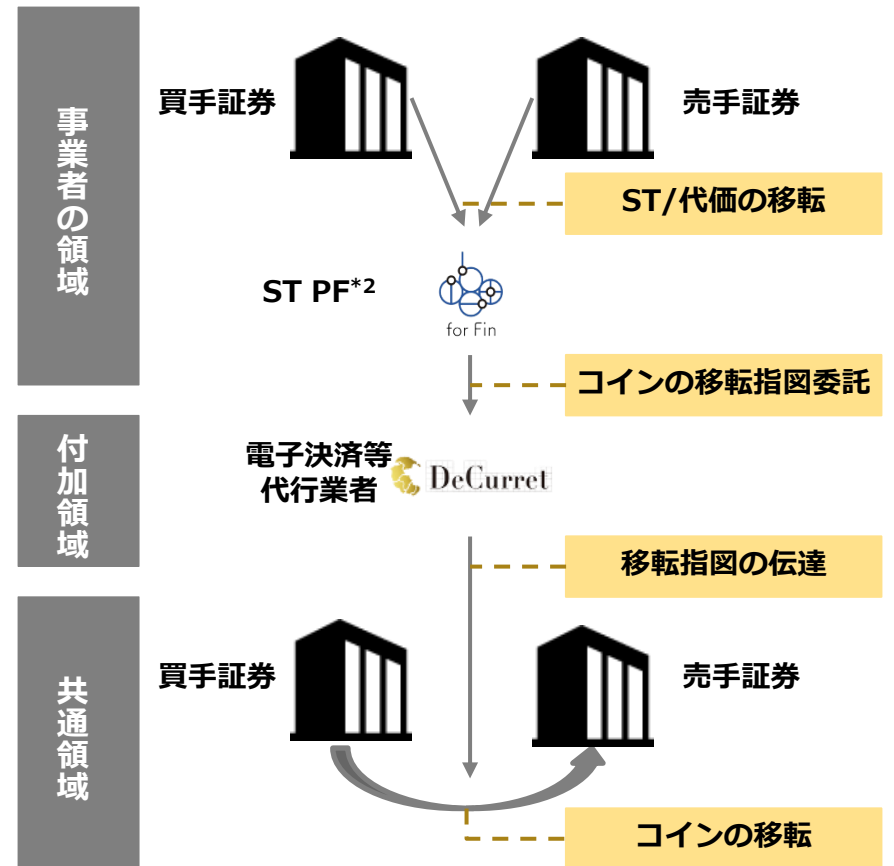 事業者の領域
買手証券
売手証券
ST/代価の移転
ST PF*2
for Fin
コインの移転指図委託
付加領域
電子決済等
代行業者
DeCurret
移転指図の伝達
共通領域
買手証券
売手証券
コインの移転